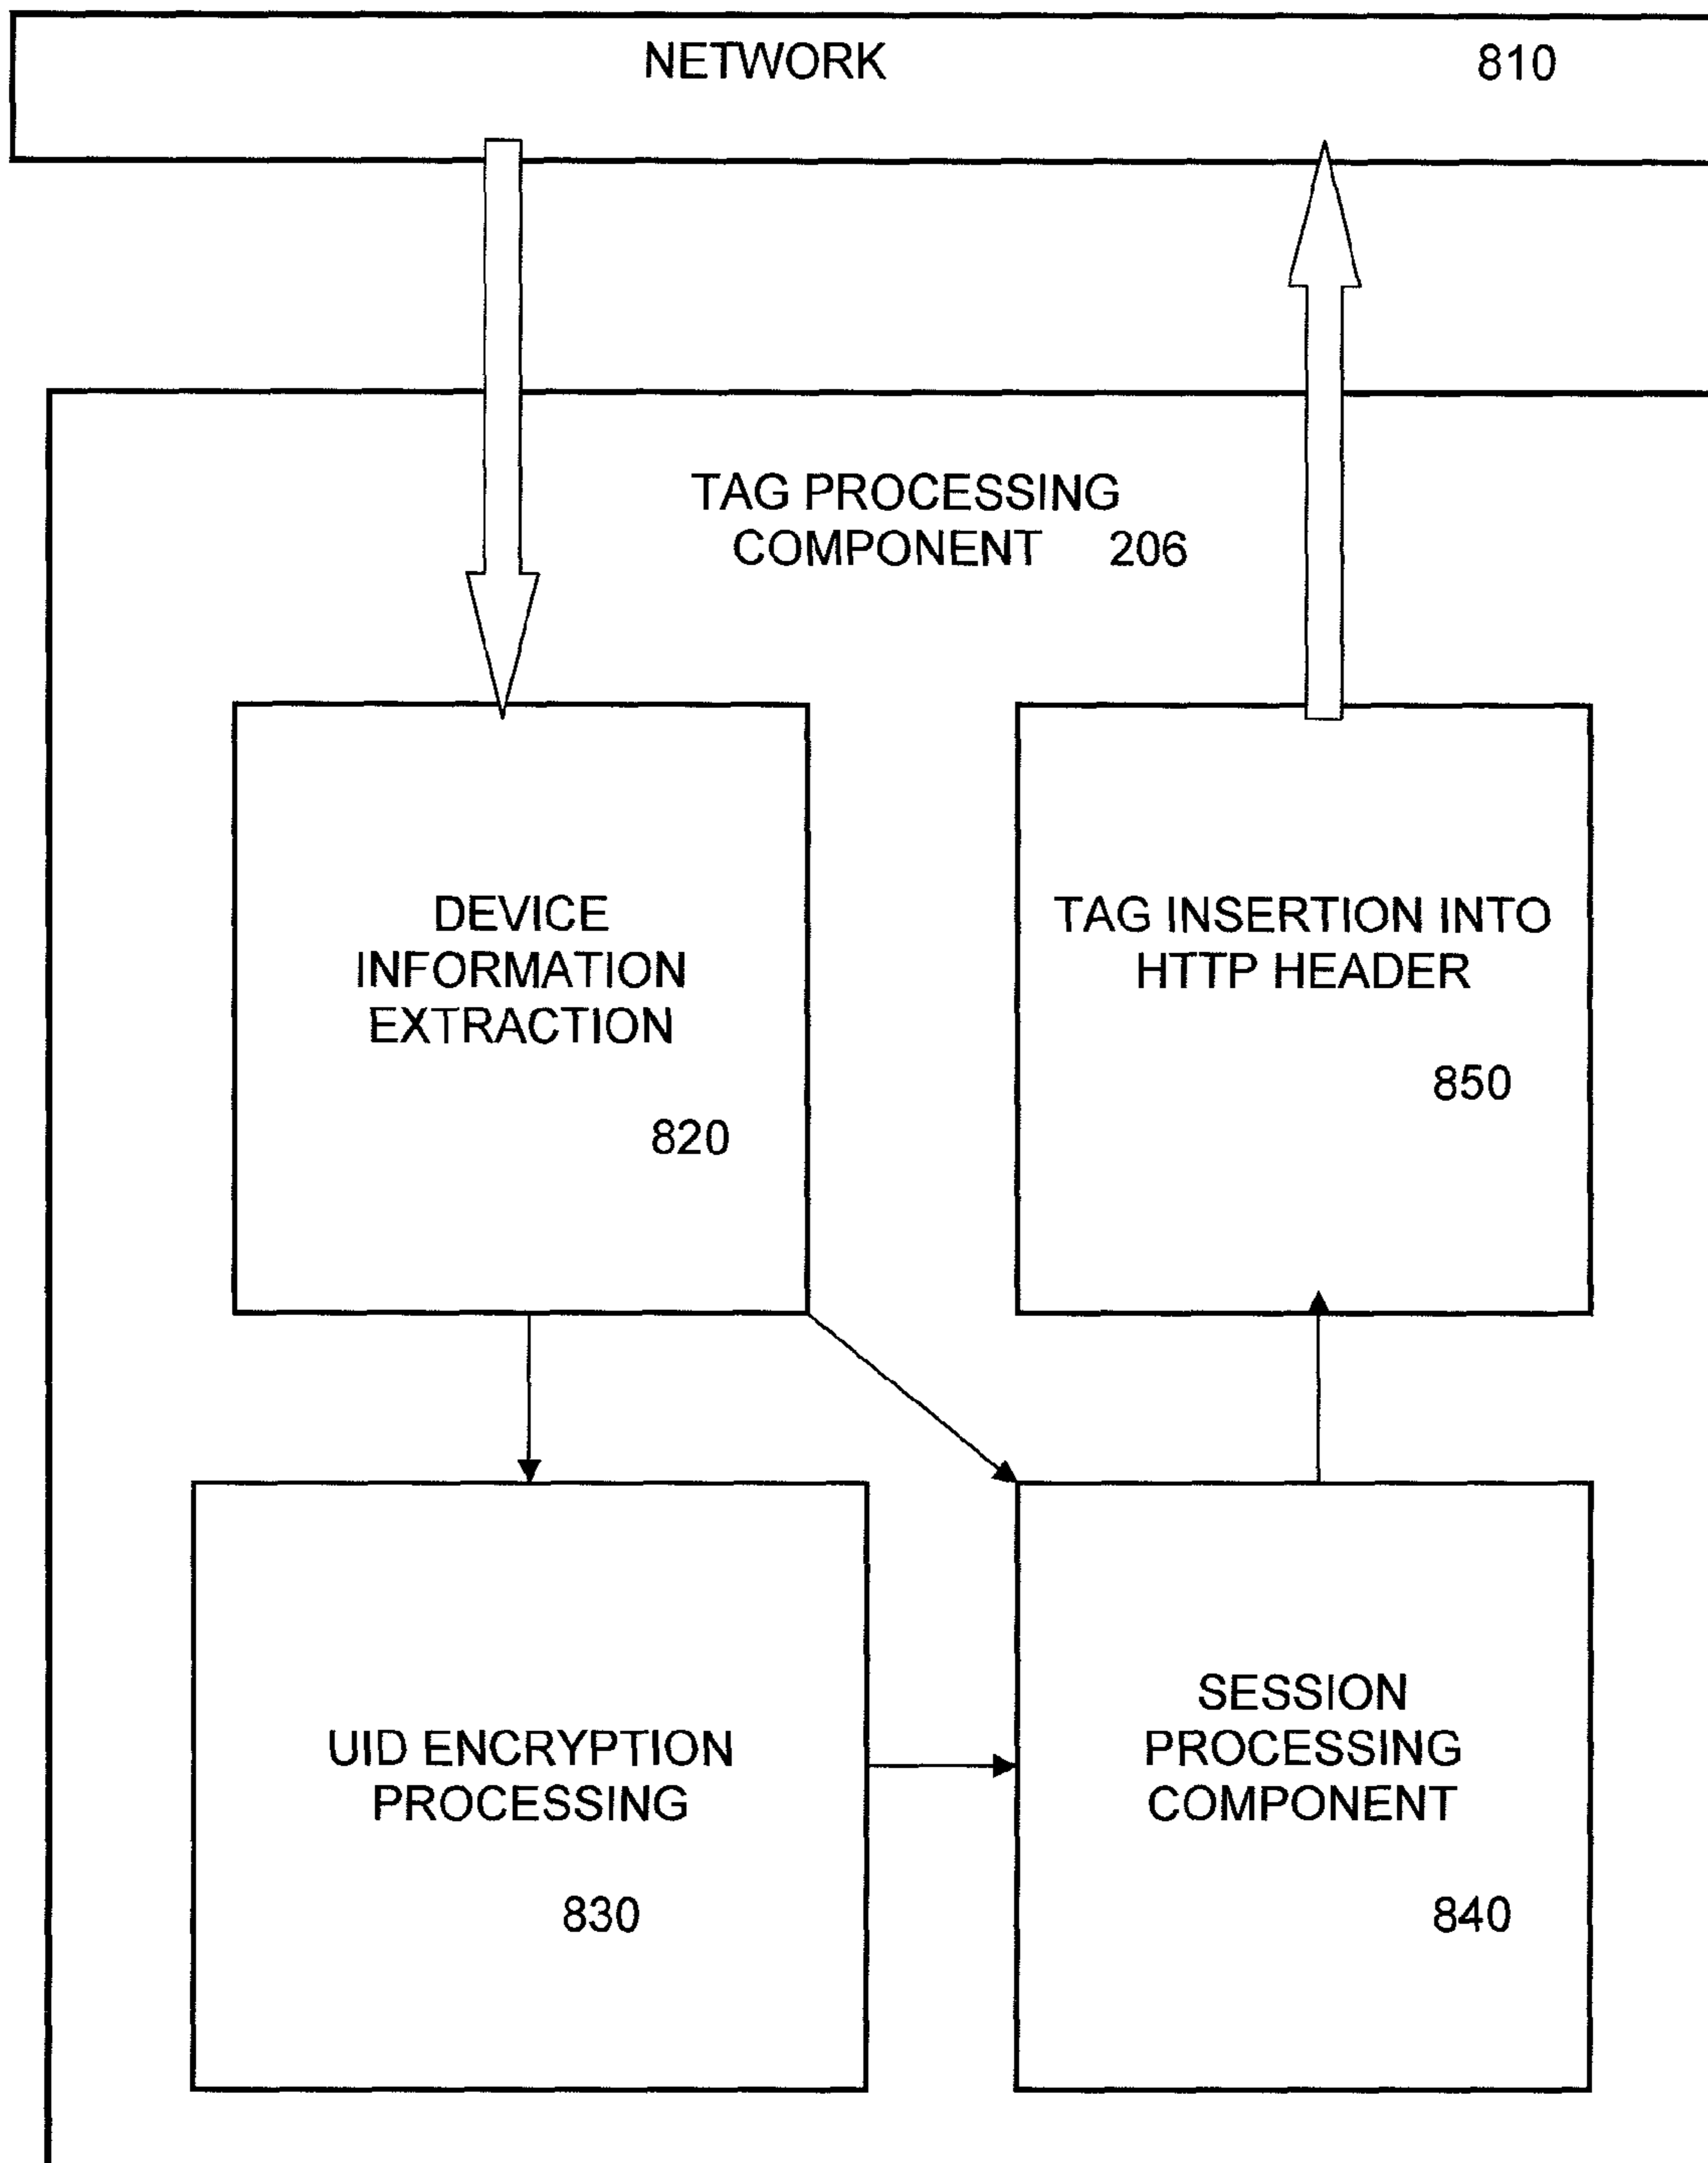 NETWORK 810
TAG PROCESSING
COMPONENT 206
DEVICE
INFORMATION
EXTRACTION
820
TAG INSERTION INTO
HTTP HEADER
850
UID ENCRYPTION
PROCESSING
830
SESSION
PROCESSING
COMPONENT
840